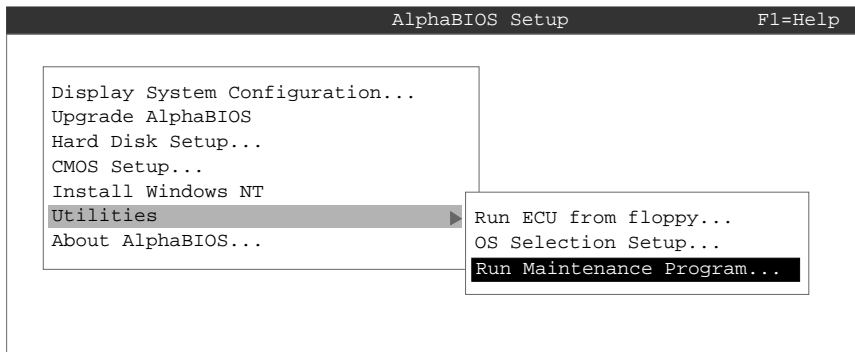 AlphaBIOS Setup F1=Help
Display System Configuration...
Upgrade AlphaBIOS
Hard Disk Setup...
CMOS Setup...
Install Windows NT
Utilities
About AlphaBIOS...
Run ECU from floppy...
OS Selection Setup...
Run Maintenance Program...